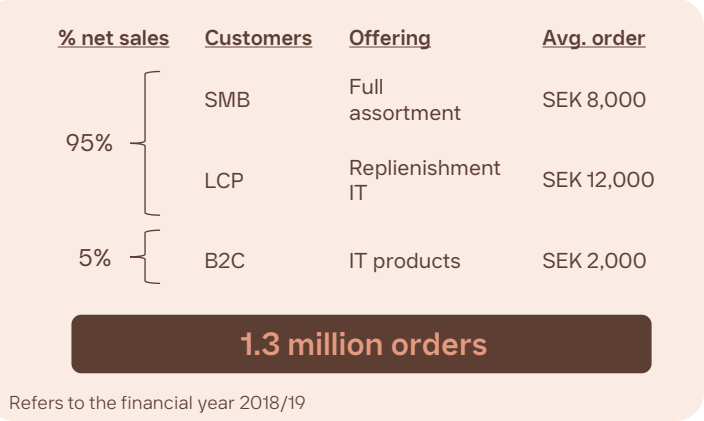 % net sales Customers Offering Avg. order
SMB Full assortment SEK 8,000
95%
LCP Replienishment IT SEK 12,000
5% B2C IT products SEK 2,000
1.3 million orders
Refers to the financial year 2018/19